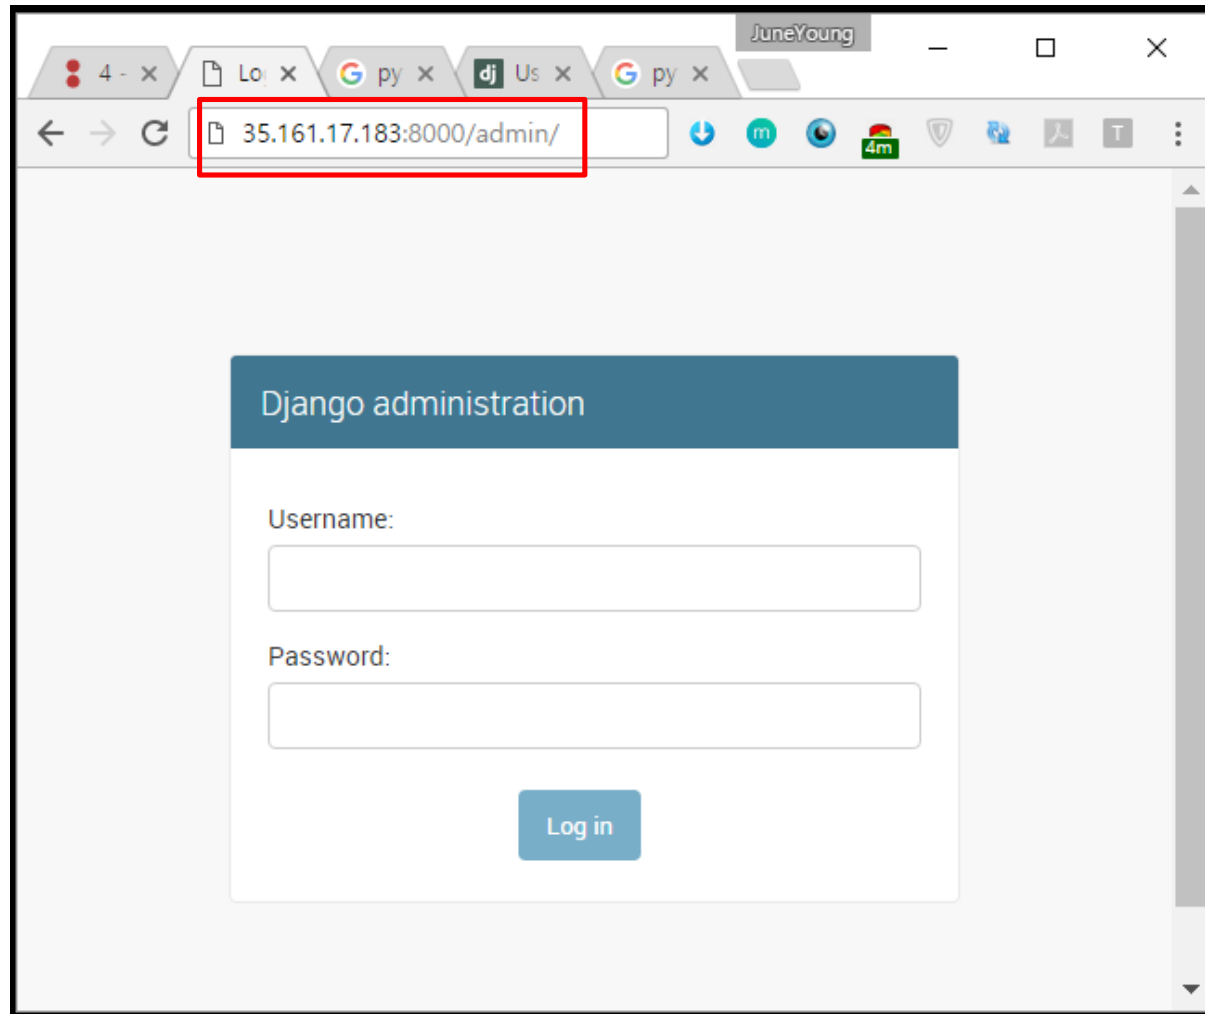 JuneYoung
4 -
Lo
G py
dj Us
G py
35.161.17.183:8000/admin/
m
4m
T
Django administration
Username:
Password:
Log in